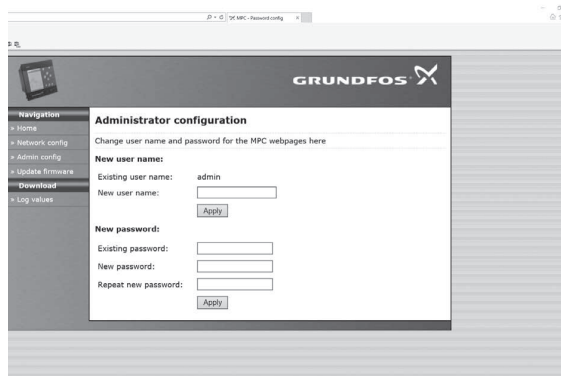 MPC - Password config
GRUNDFOS
Navigation
» Home
» Network config
» Admin config
» Update firmware
Download
» Log values
Administrator configuration
Change user name and password for the MPC webpages here
New user name:
Existing user name: admin
New user name:
Apply
New password:
Existing password:
New password:
Repeat new password:
Apply